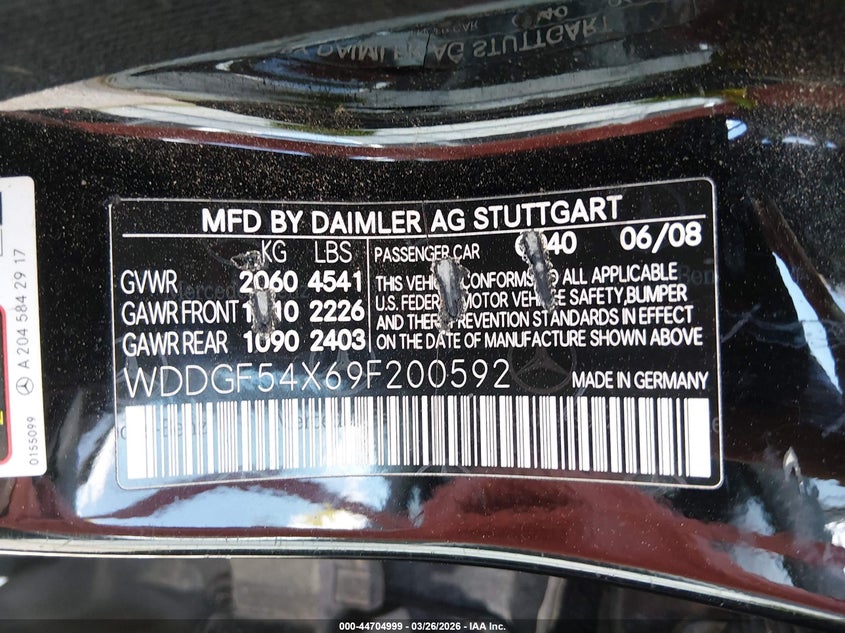 MFD BY DAIMLER AG STUTTGART
KG LBS
GVWR 2060 4541
GAWR FRONT 2226
GAWR REAR 1090 2403
PASSENGER CAR 06/08
THIS VEHICLE CONFORMS TO ALL APPLICABLE
U.S. FEDERAL MOTOR VEHICLE SAFETY, BUMPER
AND THEFT PREVENTION STANDARDS IN EFFECT
ON THE DATE OF MANUFACTURE SHOWN ABOVE
WDDGF54X69F200592
MADE IN GERMANY
A 204 584 29 17
0155099
DAIMLER AG STUTTGART
000-44704999 - 03/26/2026 - IAA Inc.